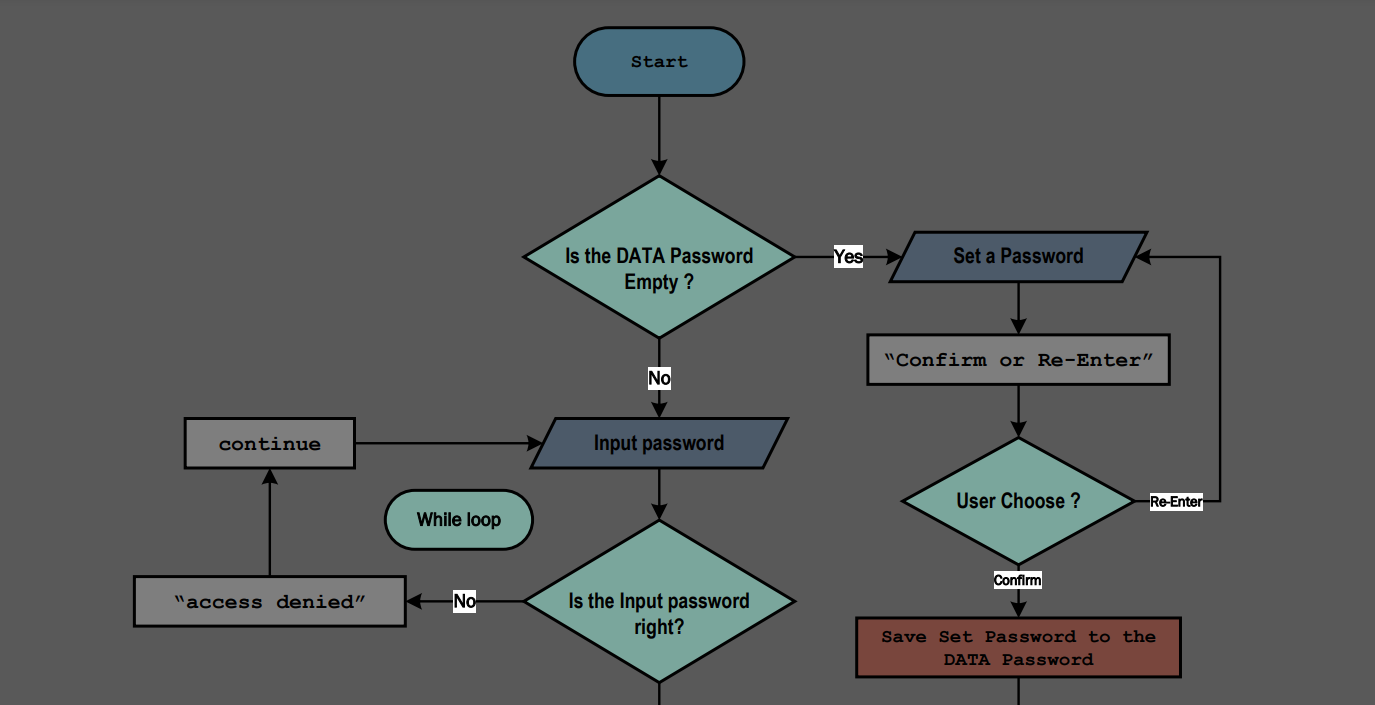 Start
Is the DATA Password
Empty ?
Yes
Set a Password
“Confirm or Re-Enter”
No
continue
Input password
While loop
User Choose ?
Re-Enter
Confirm
“access denied”
No
Is the Input password
right?
Save Set Password to the
DATA Password